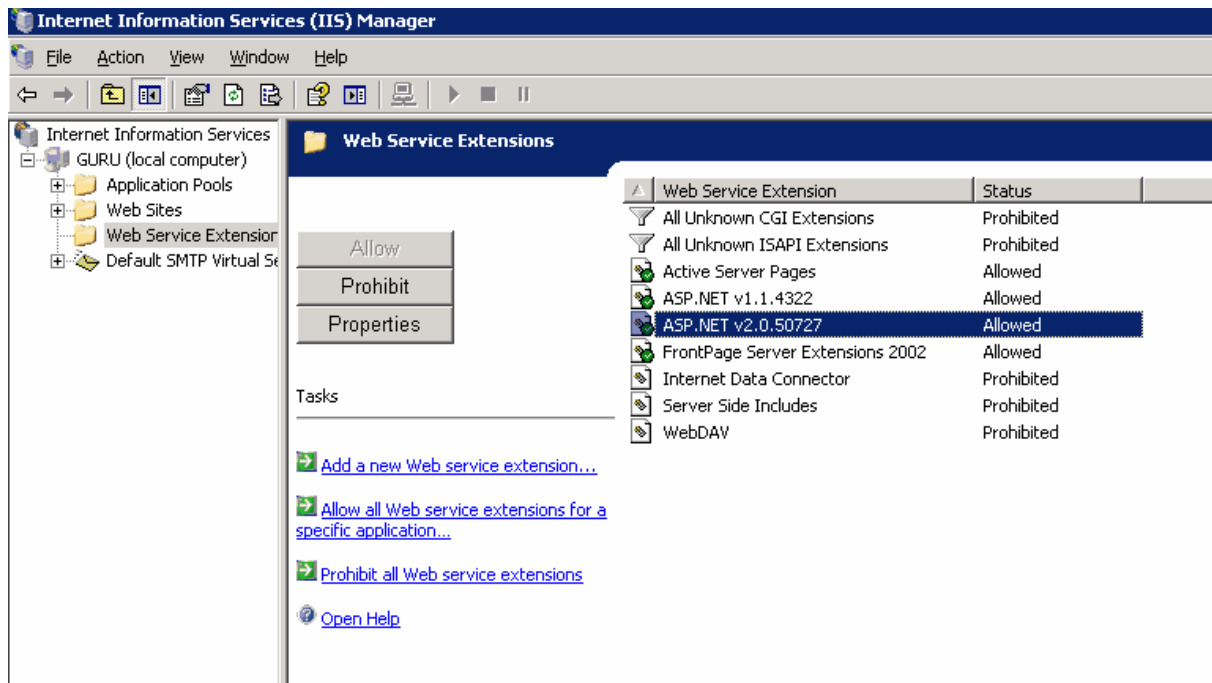 Internet Information Services (IIS) Manager
File Action View Window Help
Internet Information Services
GURU (local computer)
Application Pools
Web Sites
Web Service Extension
Default SMTP Virtual Se
Web Service Extensions
Allow
Prohibit
Properties
Tasks
Add a new Web service extension...
Allow all Web service extensions for a
specific application...
Prohibit all Web service extensions
Open Help
Web Service Extension Status
All Unknown CGI Extensions Prohibited
All Unknown ISAPI Extensions Prohibited
Active Server Pages Allowed
ASP.NET v1.1.4322 Allowed
ASP.NET v2.0.50727 Allowed
FrontPage Server Extensions 2002 Allowed
Internet Data Connector Prohibited
Server Side Includes Prohibited
WebDAV Prohibited